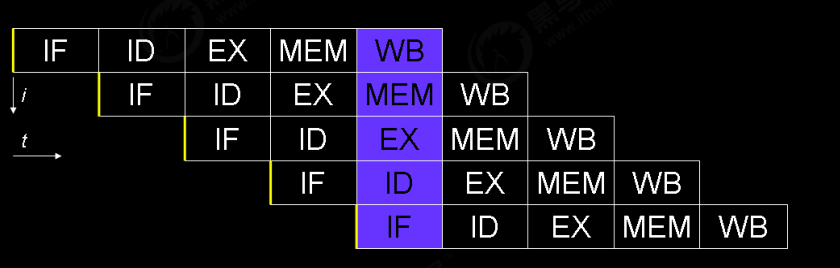 IF ID EX MEM WB
i IF ID EX MEM WB
t IF ID EX MEM WB
IF ID EX MEM WB
IF ID EX MEM WB